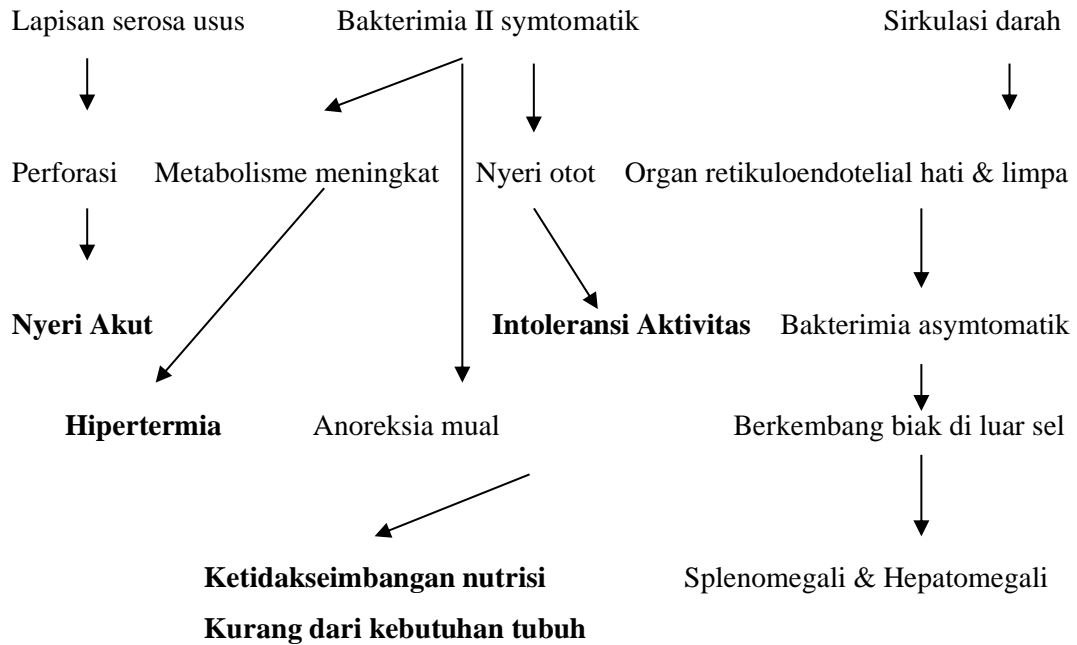 Lapisan serosa usus Bakterimia II symtomatik Sirkulasi darah
Perforasi Metabolisme meningkat Nyeri otot Organ retikuloendotelial hati & limpa
Nyeri Akut Intoleransi Aktivitas Bakterimia asymtomatik
Hipertermia Anoreksia mual Berkembang biak di luar sel
Ketidakseimbangan nutrisi Splenomegali & Hepatomegali
Kurang dari kebutuhan tubuh